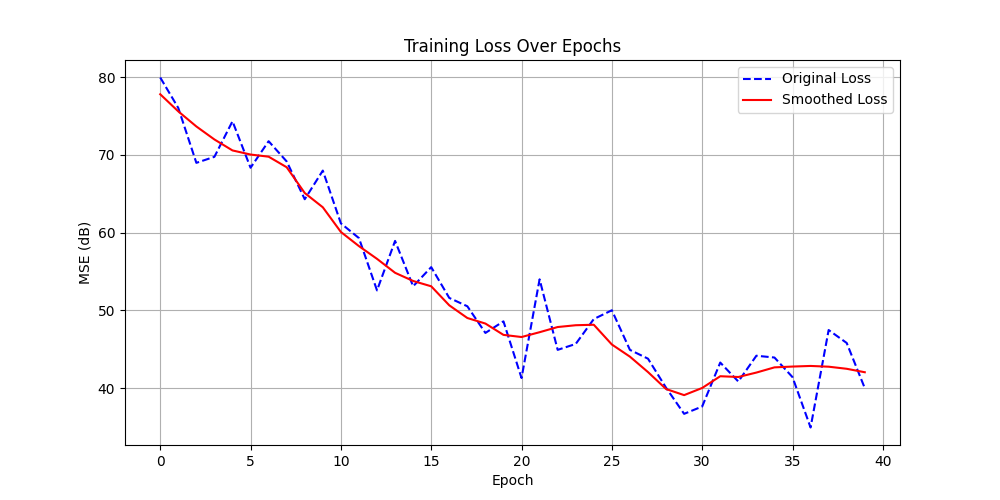 Training Loss Over Epochs
Original Loss
Smoothed Loss
80
70
60
50
40
MSE (dB)
0 5 10 15 20 25 30 35 40
Epoch